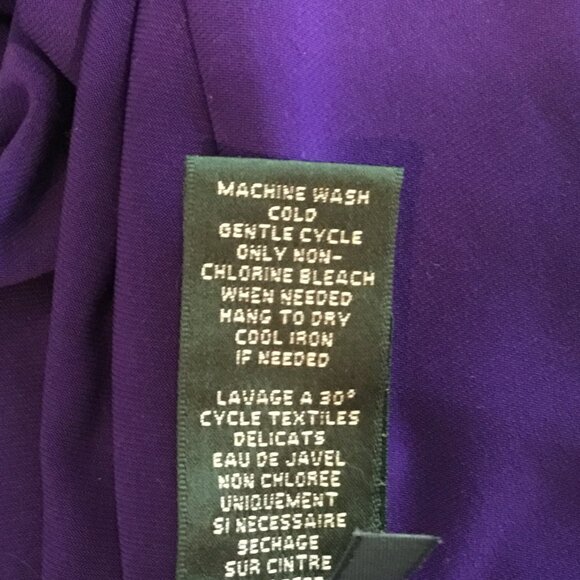 MACHINE WASH
COLD
GENTLE CYCLE
ONLY NON-
CHLORINE BLEACH
WHEN NEEDED
HANG TO DRY
COOL IRON
IF NEEDED
LAVAGE A 30°
CYCLE TEXTILES
DELICATS
EAU DE JAVEL
NON CHLOREE
UNIQUEMENT
SI NECESSAIRE
SECHAGE
SUR CINTRE